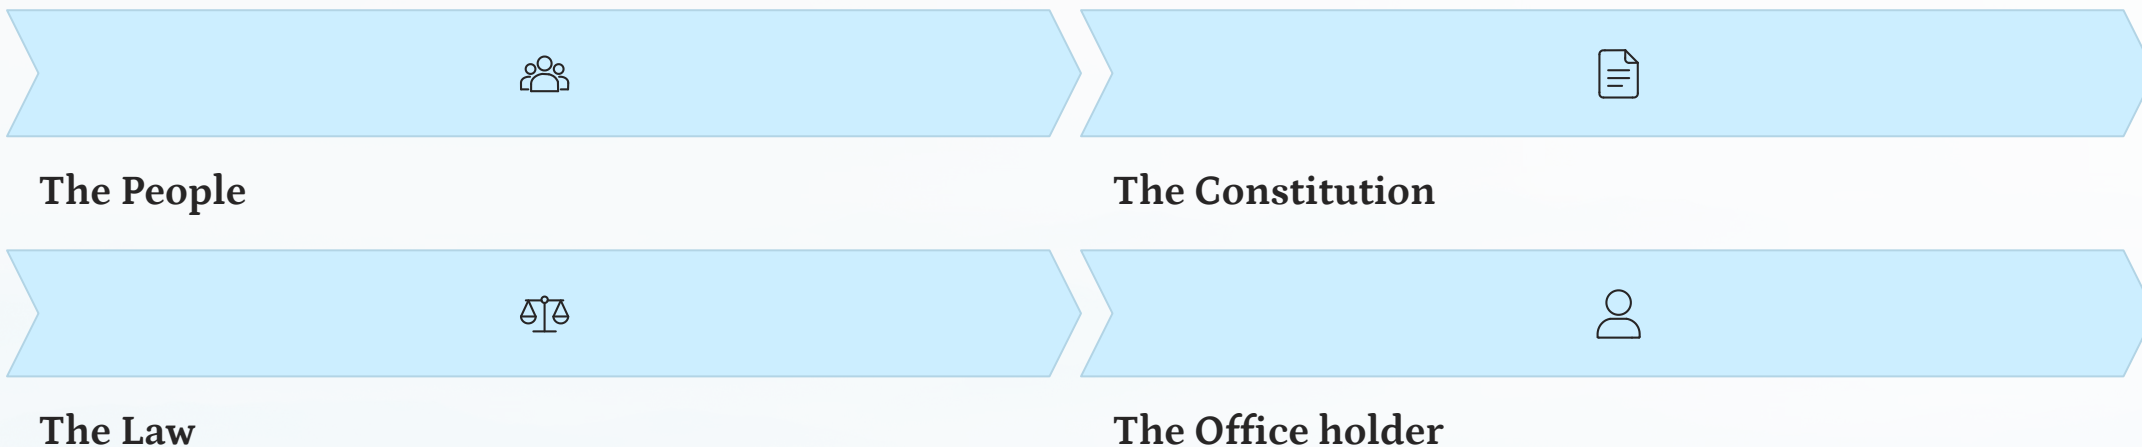 The People
The Constitution
The Law
The Office holder